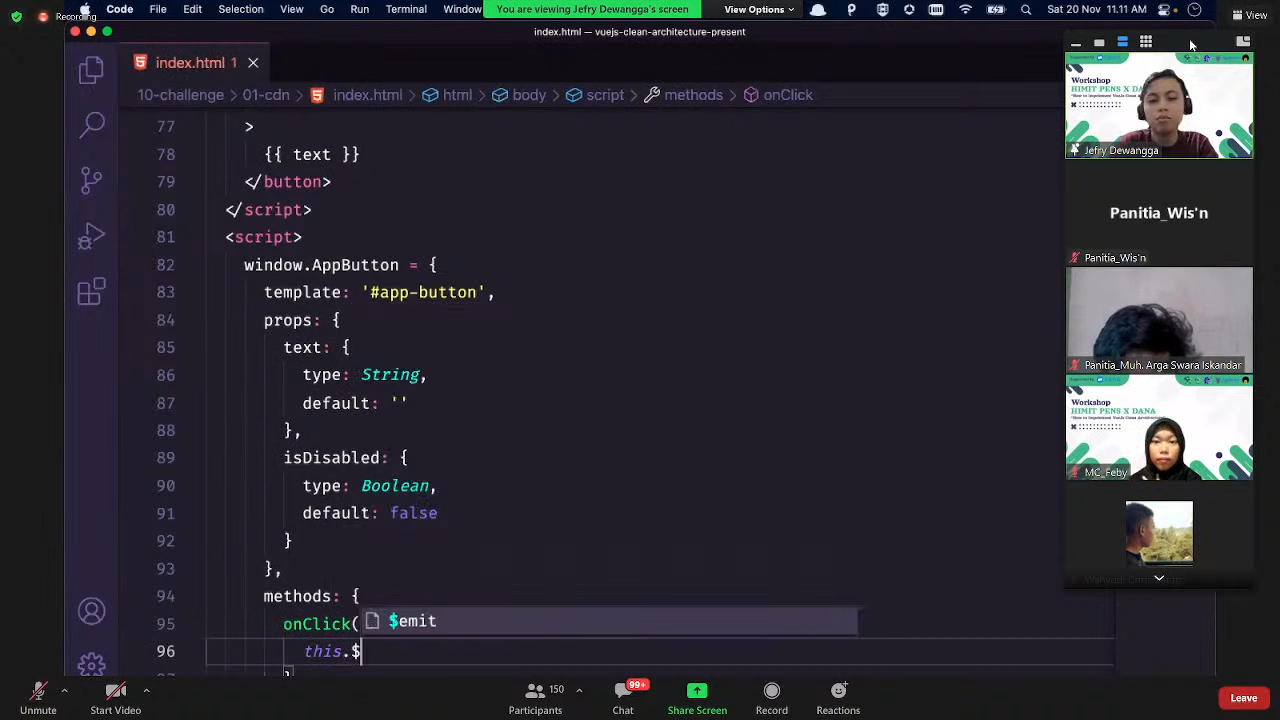 Recording
Code File Edit Selection View Go Run Terminal Window
You are viewing Jefry Dewangga's screen
View Options
Sat 20 Nov 11.11 AM
View
index.html — vuejs-clean-architecture-present
index.html 1
10-challenge > 01-cdn >
body > script > methods > onClick
77 >
78 {{ text }}
79 </button>
80 </script>
81 <script>
82 window.AppButton = {
83 template: '#app-button',
84 props: {
85 text: {
86 type: String,
87 default: ''
88 },
89 isDisabled: {
90 type: Boolean,
91 default: false
92 }
93 },
94 methods: {
95 onClick(
$emit
96 this.$
}
Workshop
HIMIT PENS X DA
Jefry Dewangga
Panitia_Wis'n
Panitia_Wis'n
Panitia_Muh. Arga Swara Iskandar
Workshop
HIMIT PENS X DANA
MC_Feby
Unmute
Start Video
150
Participants
99+
Chat
Share Screen
Record
Reactions
Leave